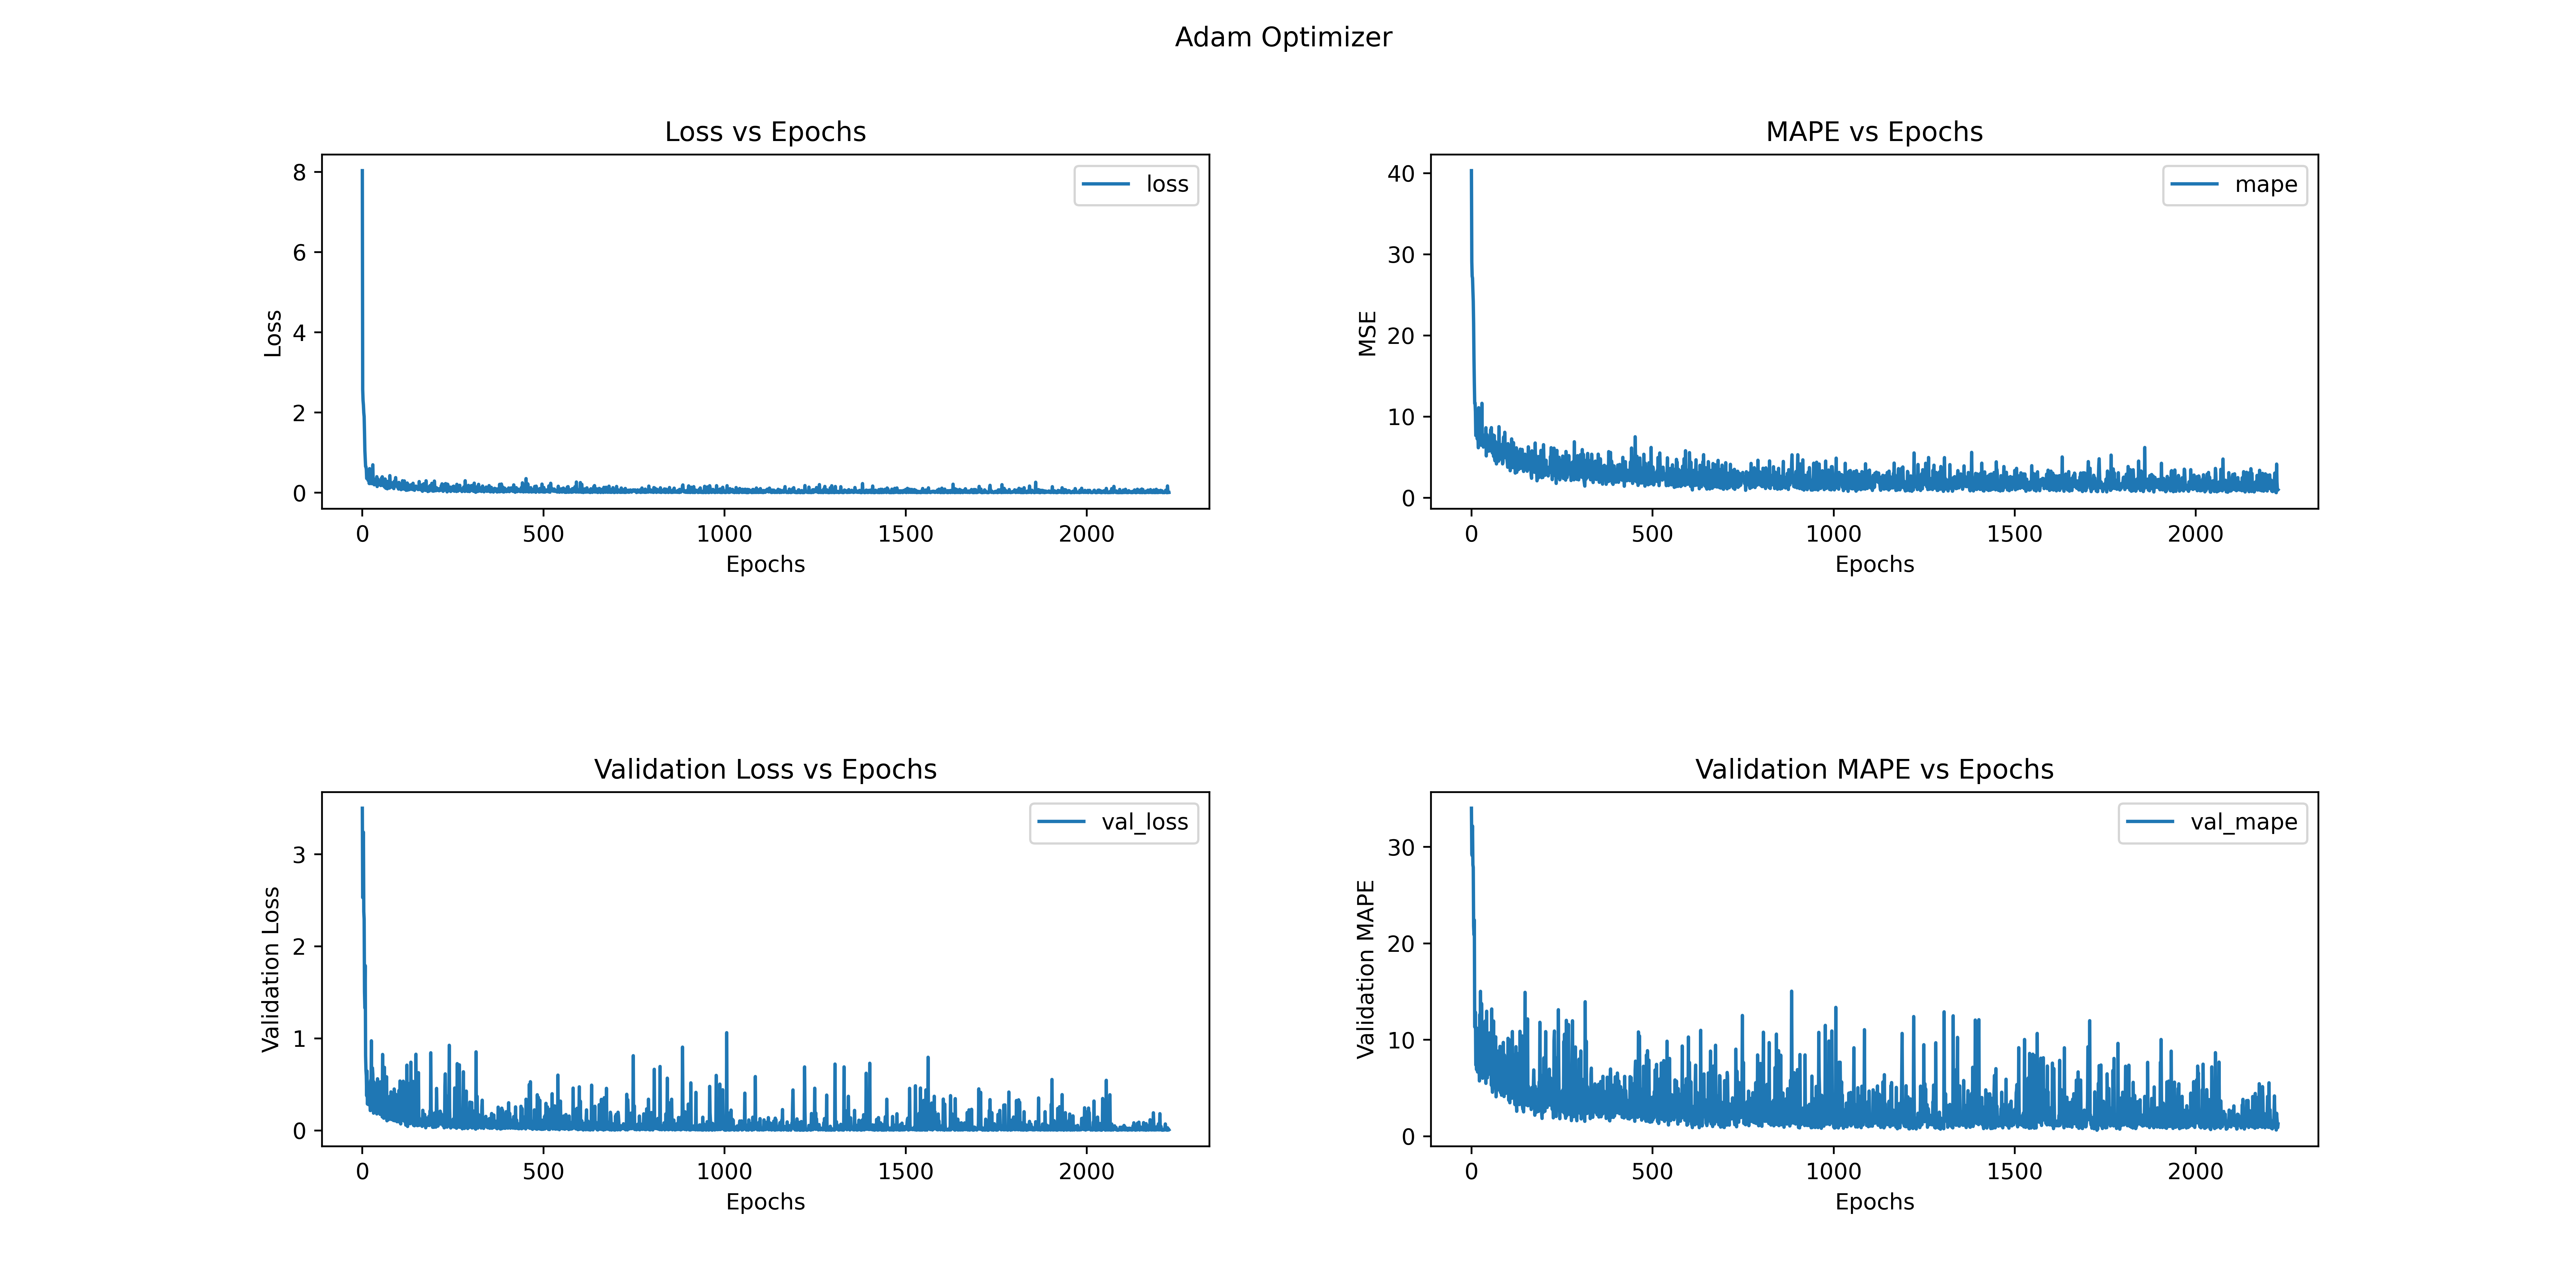 Adam Optimizer
Loss vs Epochs
8
6
4
2
0
Loss
loss
0 500 1000 1500 2000
Epochs
MAPE vs Epochs
40
30
20
10
0
MSE
mape
0 500 1000 1500 2000
Epochs
Validation Loss vs Epochs
3
2
1
0
Validation Loss
val_loss
0 500 1000 1500 2000
Epochs
Validation MAPE vs Epochs
30
20
10
0
Validation MAPE
val_mape
0 500 1000 1500 2000
Epochs